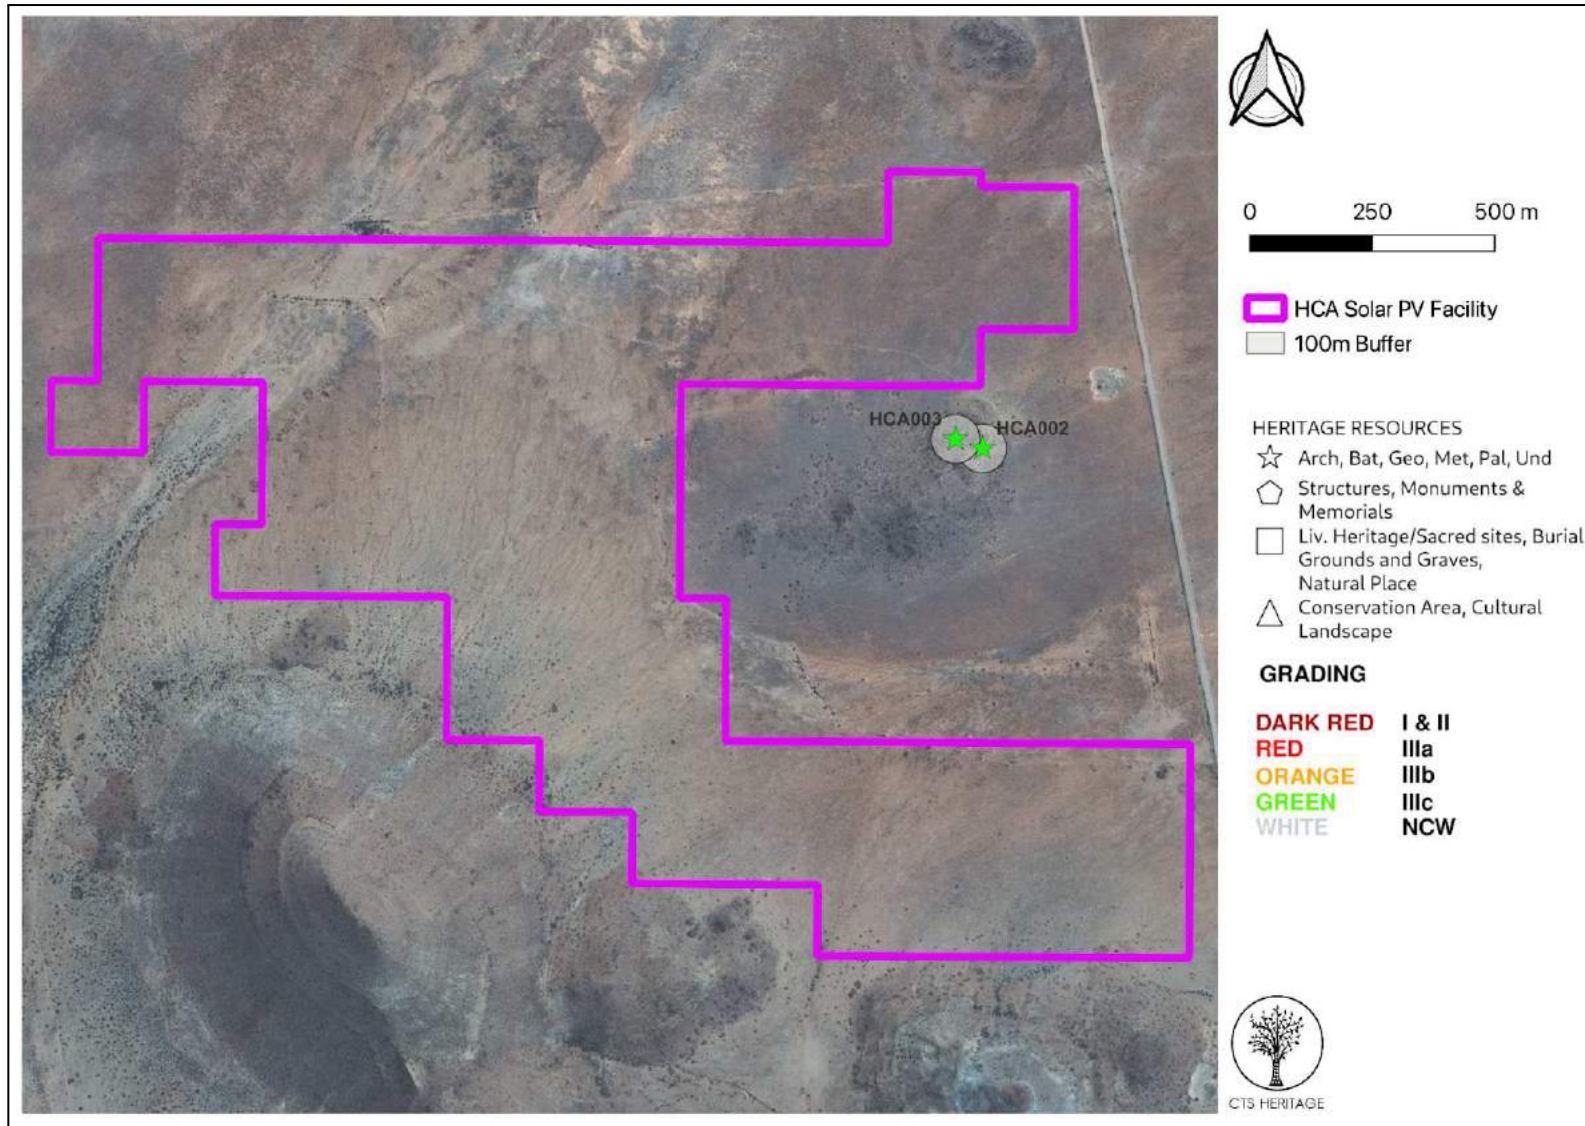 HCA003
HCA002
0 250 500 m
HCA Solar PV Facility
100m Buffer
HERITAGE RESOURCES
Arch, Bat, Geo, Met, Pal, Und
Structures, Monuments &
Memorials
Liv. Heritage/Sacred sites, Burial
Grounds and Graves,
Natural Place
Conservation Area, Cultural
Landscape
GRADING
DARK RED I & II
RED IIIa
ORANGE IIIb
GREEN IIIc
WHITE NCW
CTS HERITAGE